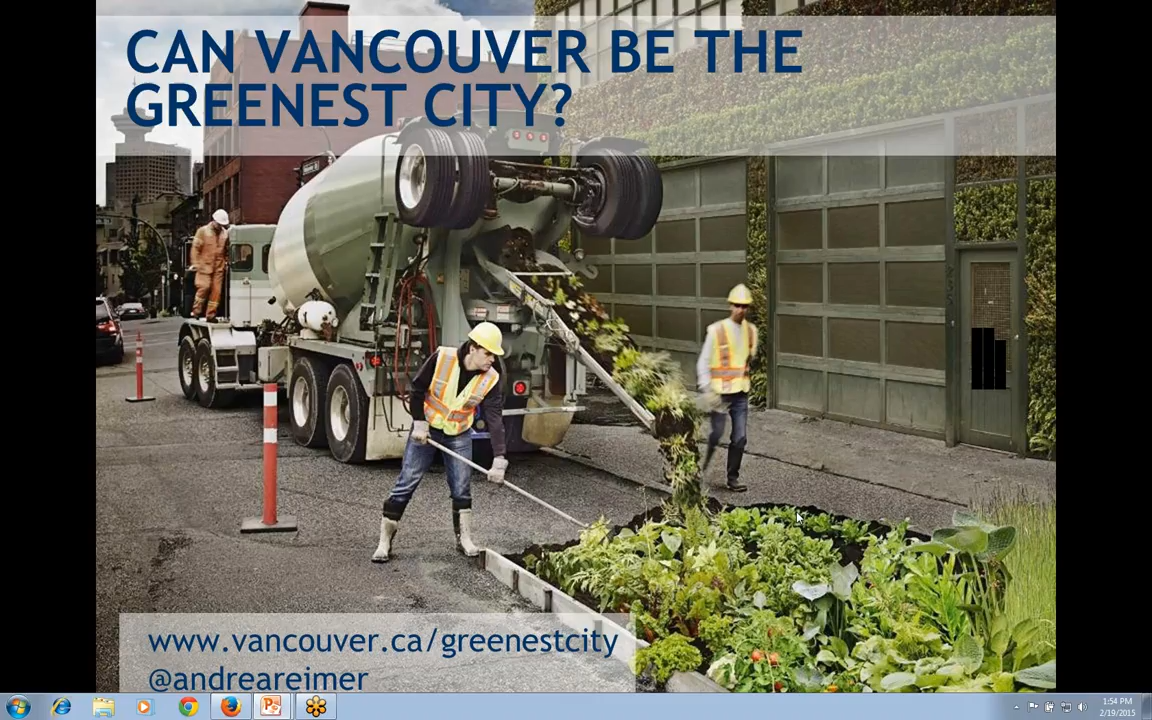 CAN VANCOUVER BE THE
GREENEST CITY?
www.vancouver.ca/greenestcity
@andreareimer
1:54 PM
2/19/2015